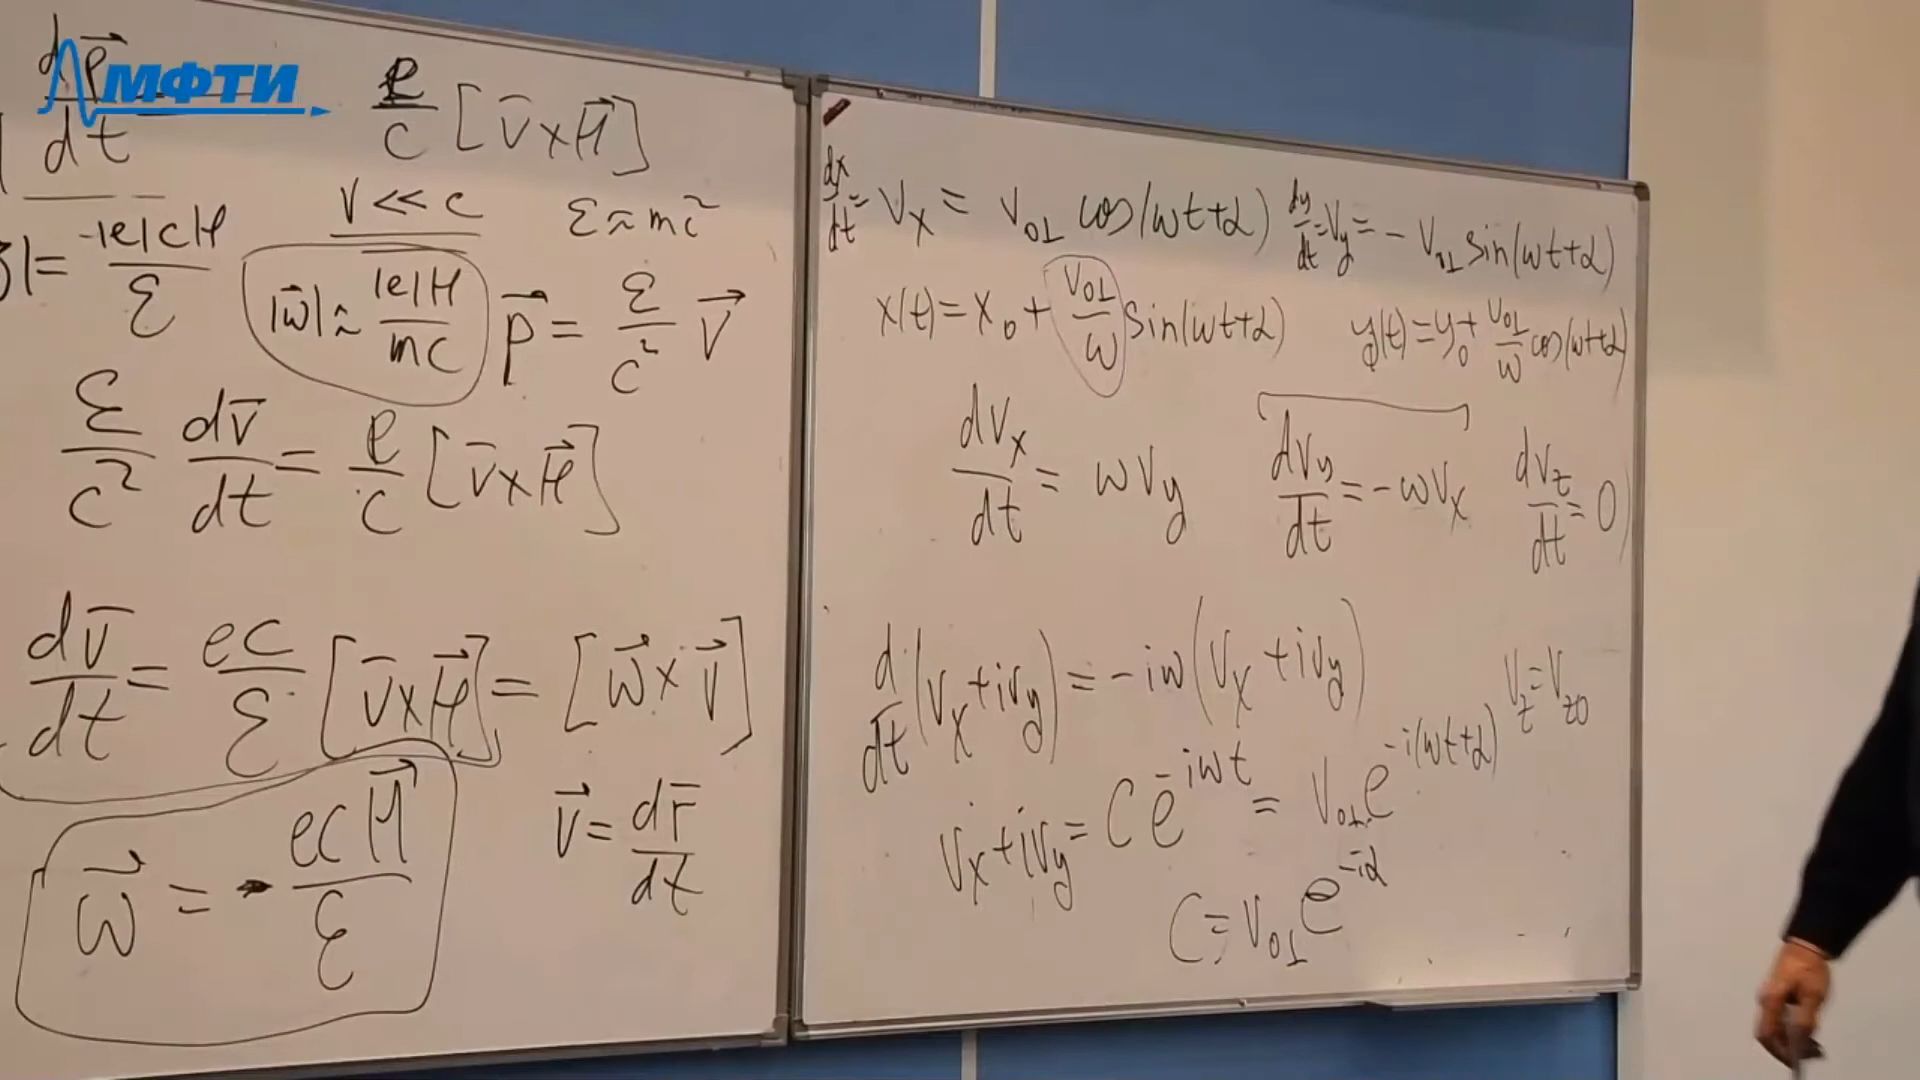 МФТИ
dp⃗/dt = e/c [v̄ × H⃗]
v << c   ℰ ≈ mc²
|= -|e|cH/ℰ   |ω⃗| ≈ |e|H/mc   p⃗ = ℰ/c² v⃗
ℰ/c² dv̄/dt = e/c [v̄ × H⃗]
dv̄/dt = ec/ℰ [v̄ × H⃗] = [ω⃗ × v⃗]
ω⃗ = - ecH⃗/ℰ   v⃗ = dr̄/dt
dx/dt = Vx = V₀⊥ cos(ωt+α)   dy/dt = Vy = - V₀⊥ sin(ωt+α)
x(t) = x₀ + V₀⊥/ω sin(ωt+α)   y(t) = y₀ + V₀⊥/ω cos(ωt+α)
dVx/dt = ωVy   dVy/dt = -ωVx   dVz/dt = 0
d/dt (Vx + iVy) = -iω(Vx + iVy)   Vz = Vz0
Vx + iVy = C e^{-iωt} = V₀⊥ e^{-i(ωt+α)}
C = V₀⊥ e^{-iα}